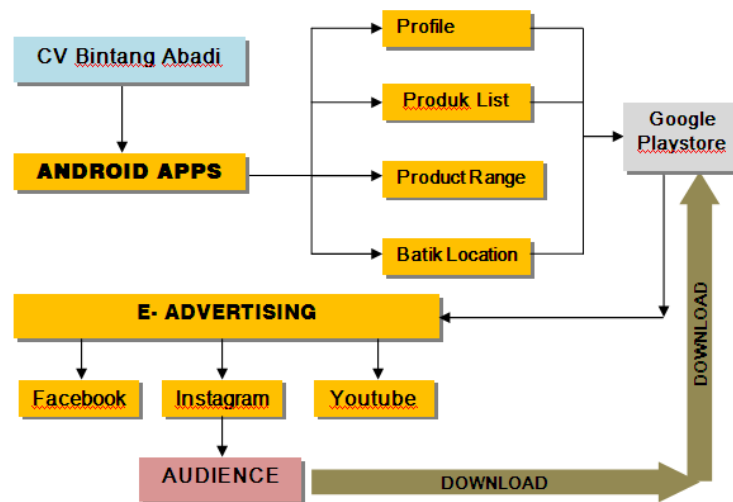 CV Bintang Abadi
ANDROID APPS
Profile
Produk List
Product Range
Batik Location
Google
Playstore
E- ADVERTISING
Facebook
Instagram
Youtube
AUDIENCE
DOWNLOAD
DOWNLOAD